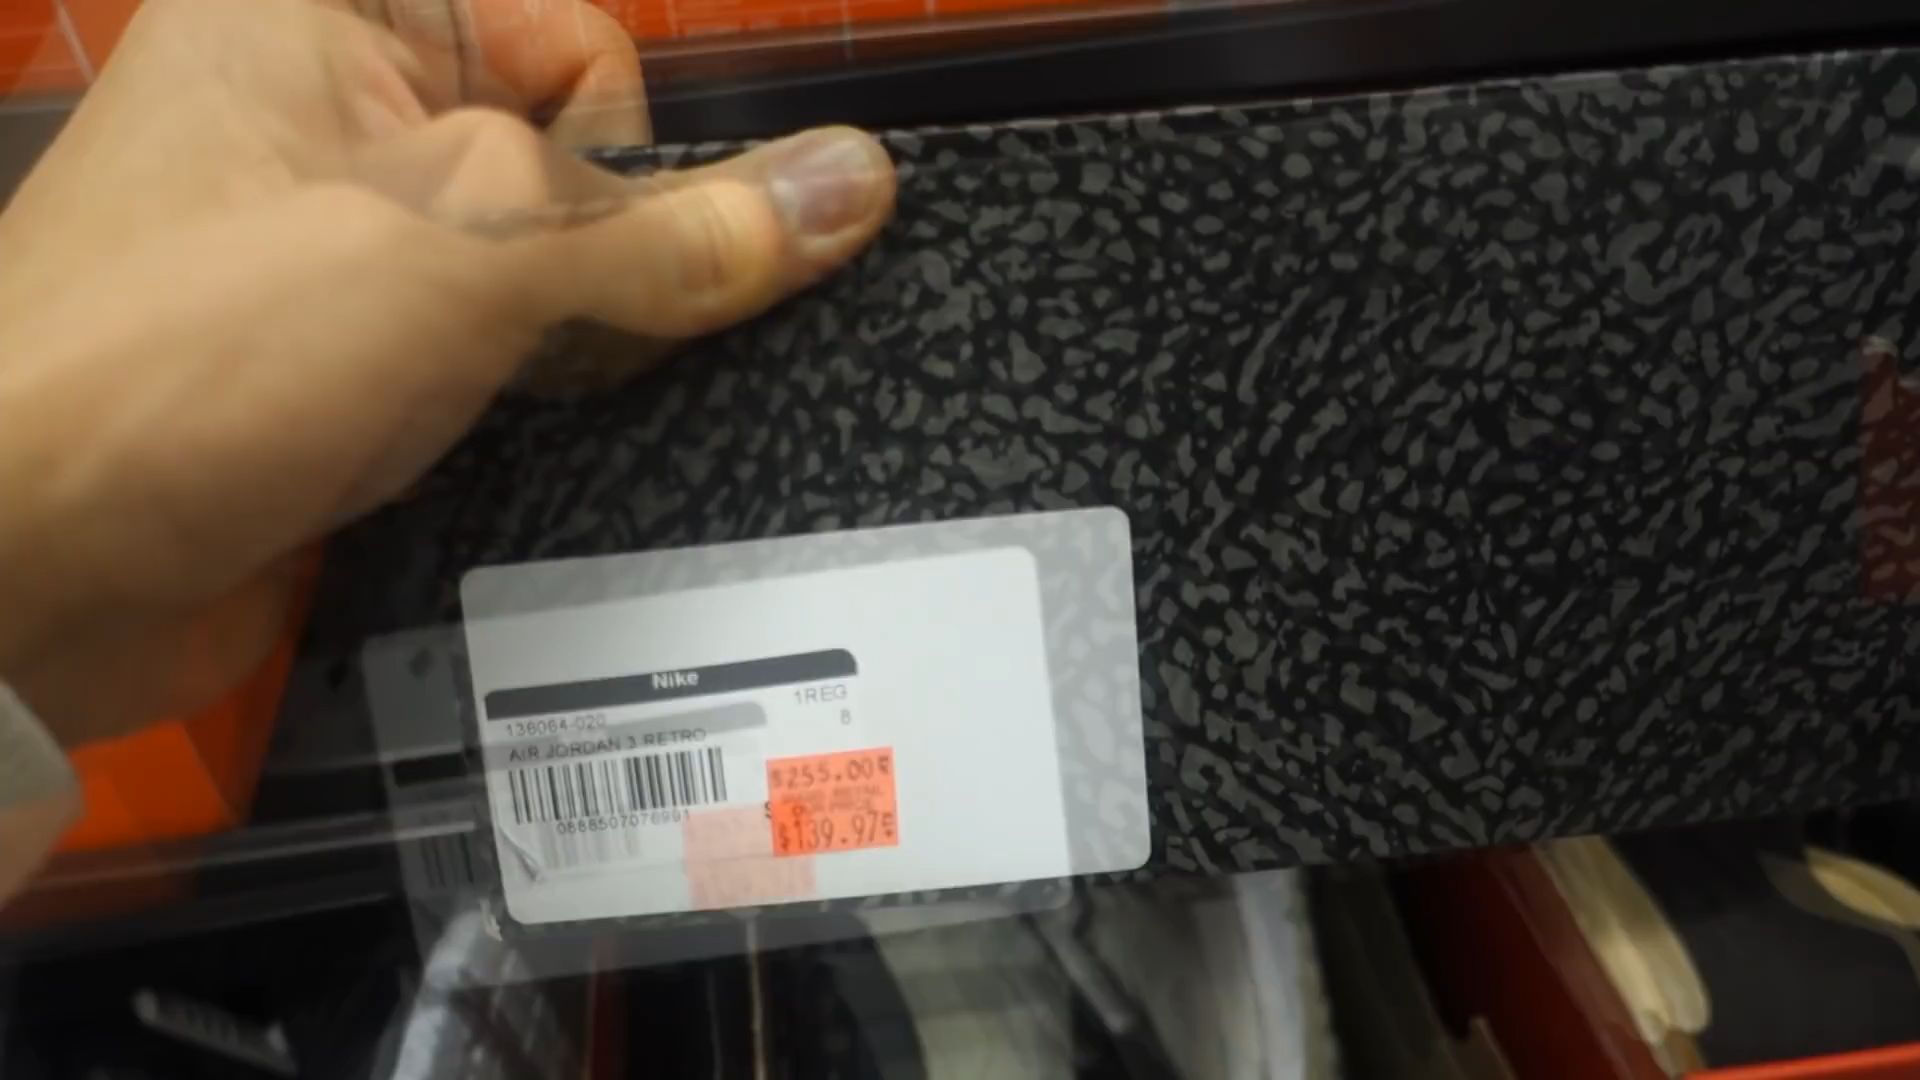 Nike
136064-020 1REG
AIR JORDAN 3 RETRO 8
$255.00
$139.97